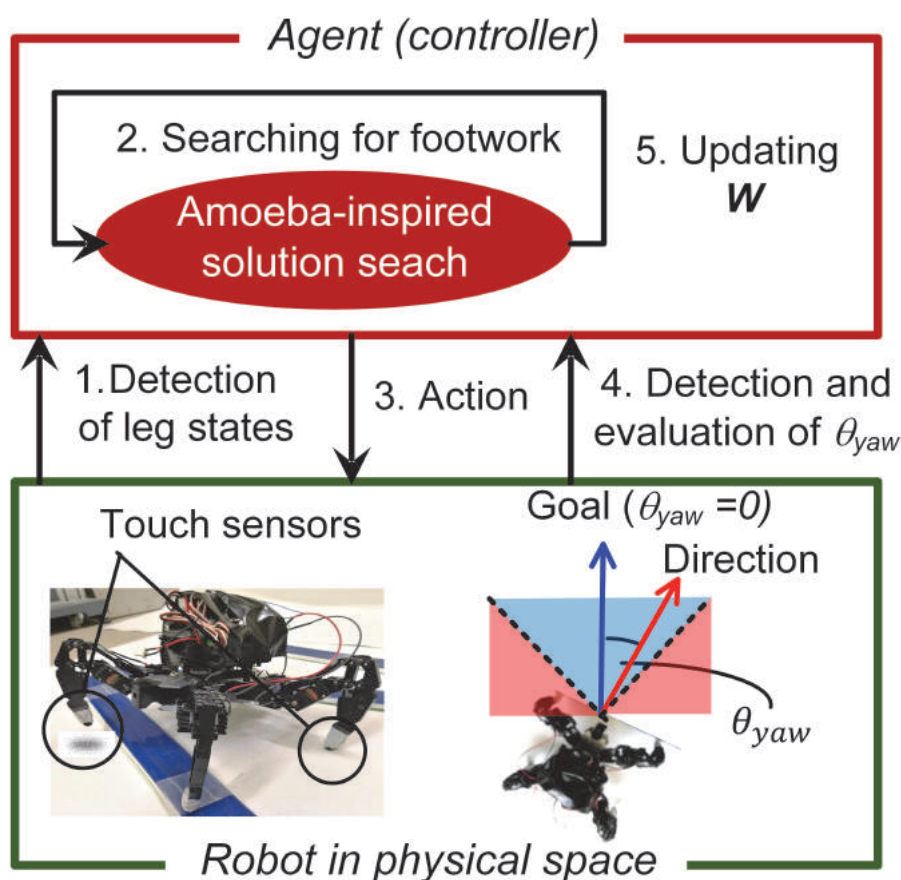 Agent (controller)
2. Searching for footwork
5. Updating
W
Amoeba-inspired
solution seach
1.Detection
of leg states
3. Action
4. Detection and
evaluation of θyaw
Touch sensors
Goal (θyaw =0)
Direction
θyaw
Robot in physical space